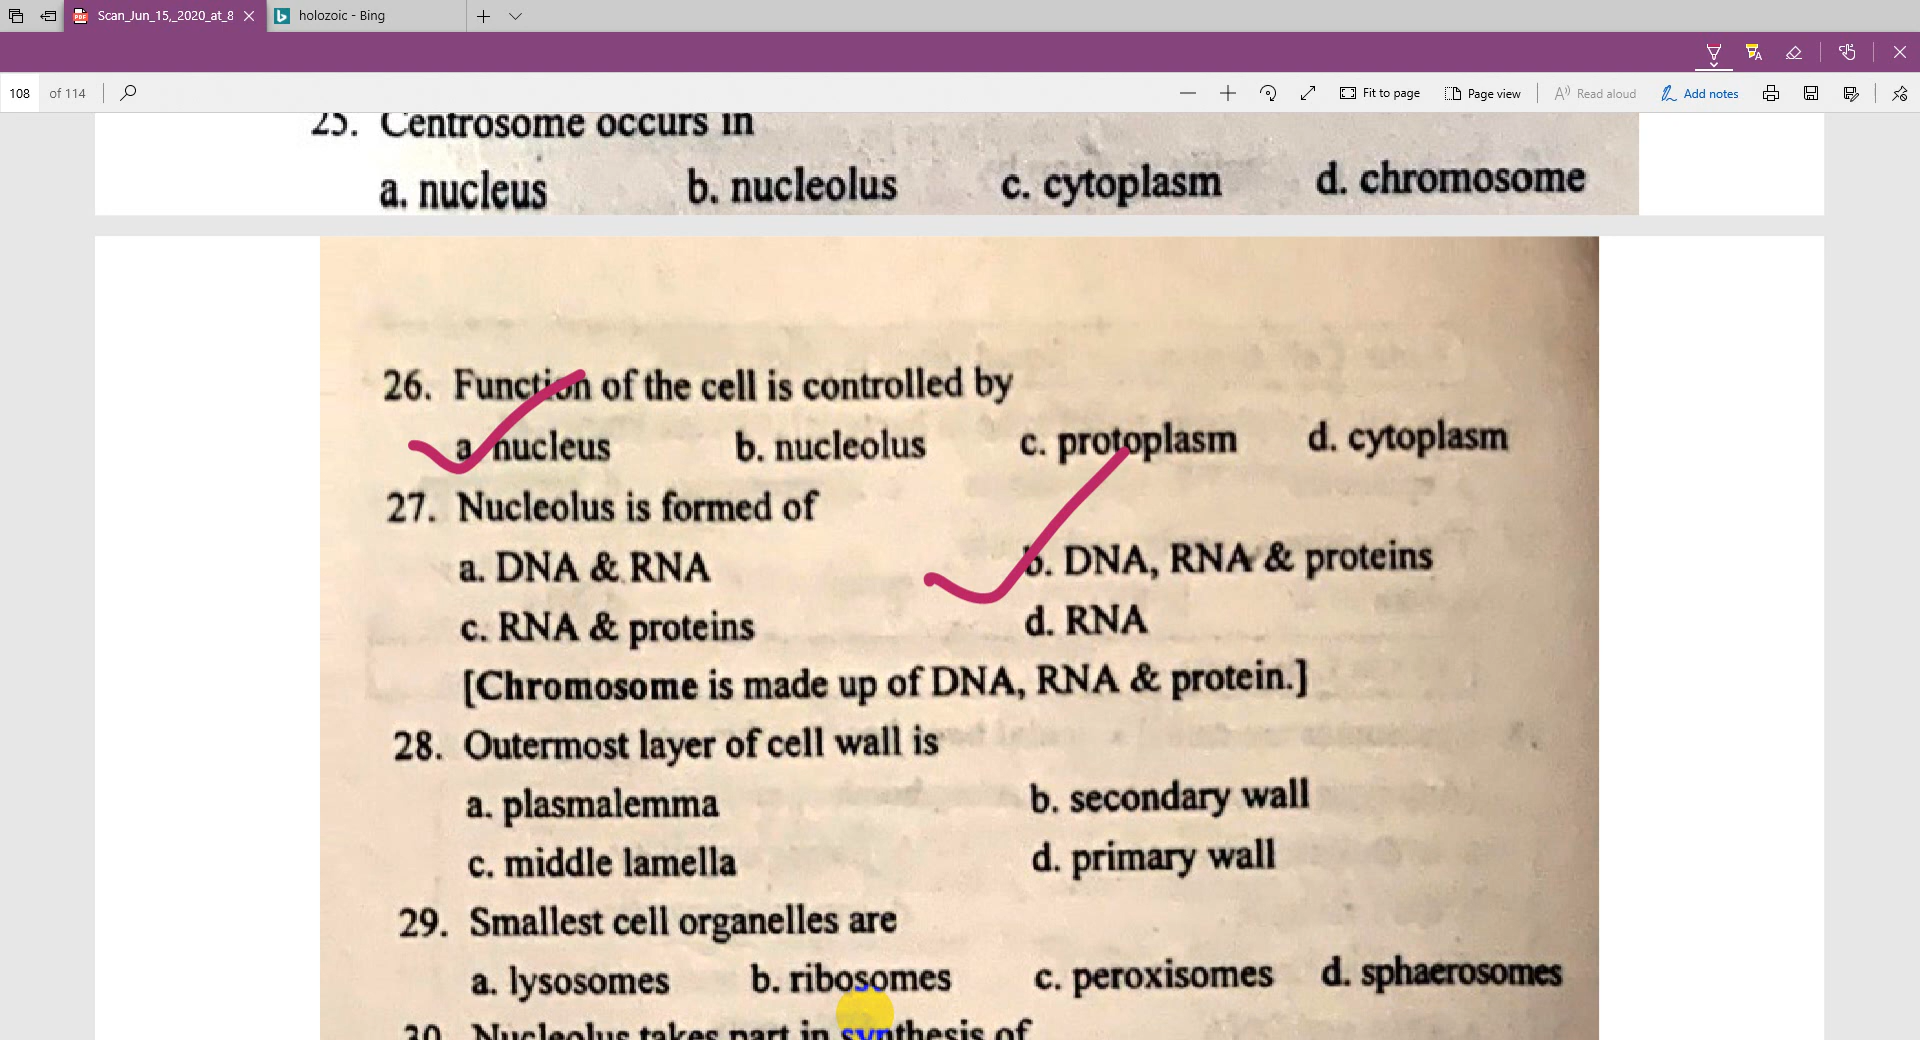 Scan_Jun_15,_2020_at_8
holozoic - Bing
108 of 114
Fit to page
Page view
Read aloud
Add notes
25. Centrosome occurs in
a. nucleus b. nucleolus c. cytoplasm d. chromosome
26. Function of the cell is controlled by
a nucleus b. nucleolus c. protoplasm d. cytoplasm
27. Nucleolus is formed of
a. DNA & RNA b. DNA, RNA & proteins
c. RNA & proteins d. RNA
[Chromosome is made up of DNA, RNA & protein.]
28. Outermost layer of cell wall is
a. plasmalemma b. secondary wall
c. middle lamella d. primary wall
29. Smallest cell organelles are
a. lysosomes b. ribosomes c. peroxisomes d. sphaerosomes
30. Nucleolus takes part in synthesis of